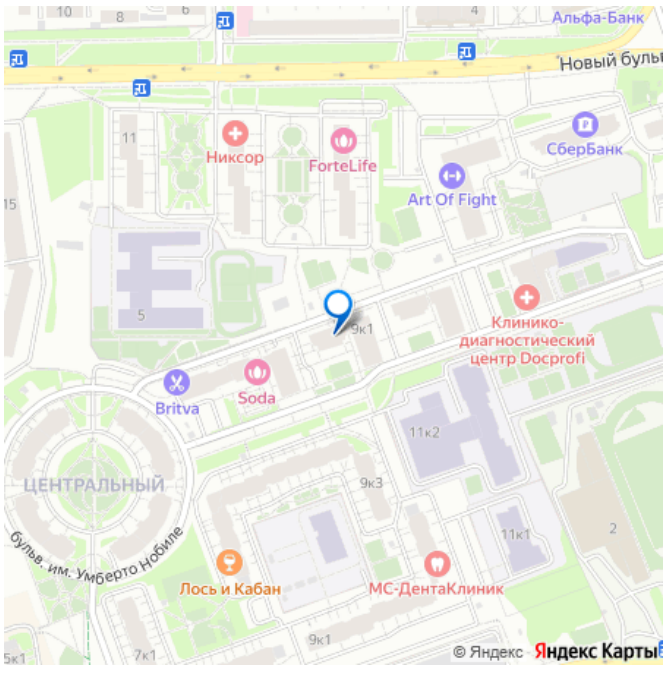 10
8
4
Альфа-Банк
Новый бульв
11
Никсор
ForteLife
СберБанк
Art Of Fight
15
5
9к1
Клинико-
диагностический
центр Docprofi
Britva
Soda
11к2
ЦЕНТРАЛЬНЫЙ
9к3
бульв. им. Умберто Нобиле
11к1
2
Лось и Кабан
МС-ДентаКлиник
9к1
5к1
7к1
© Яндекс Яндекс Карты